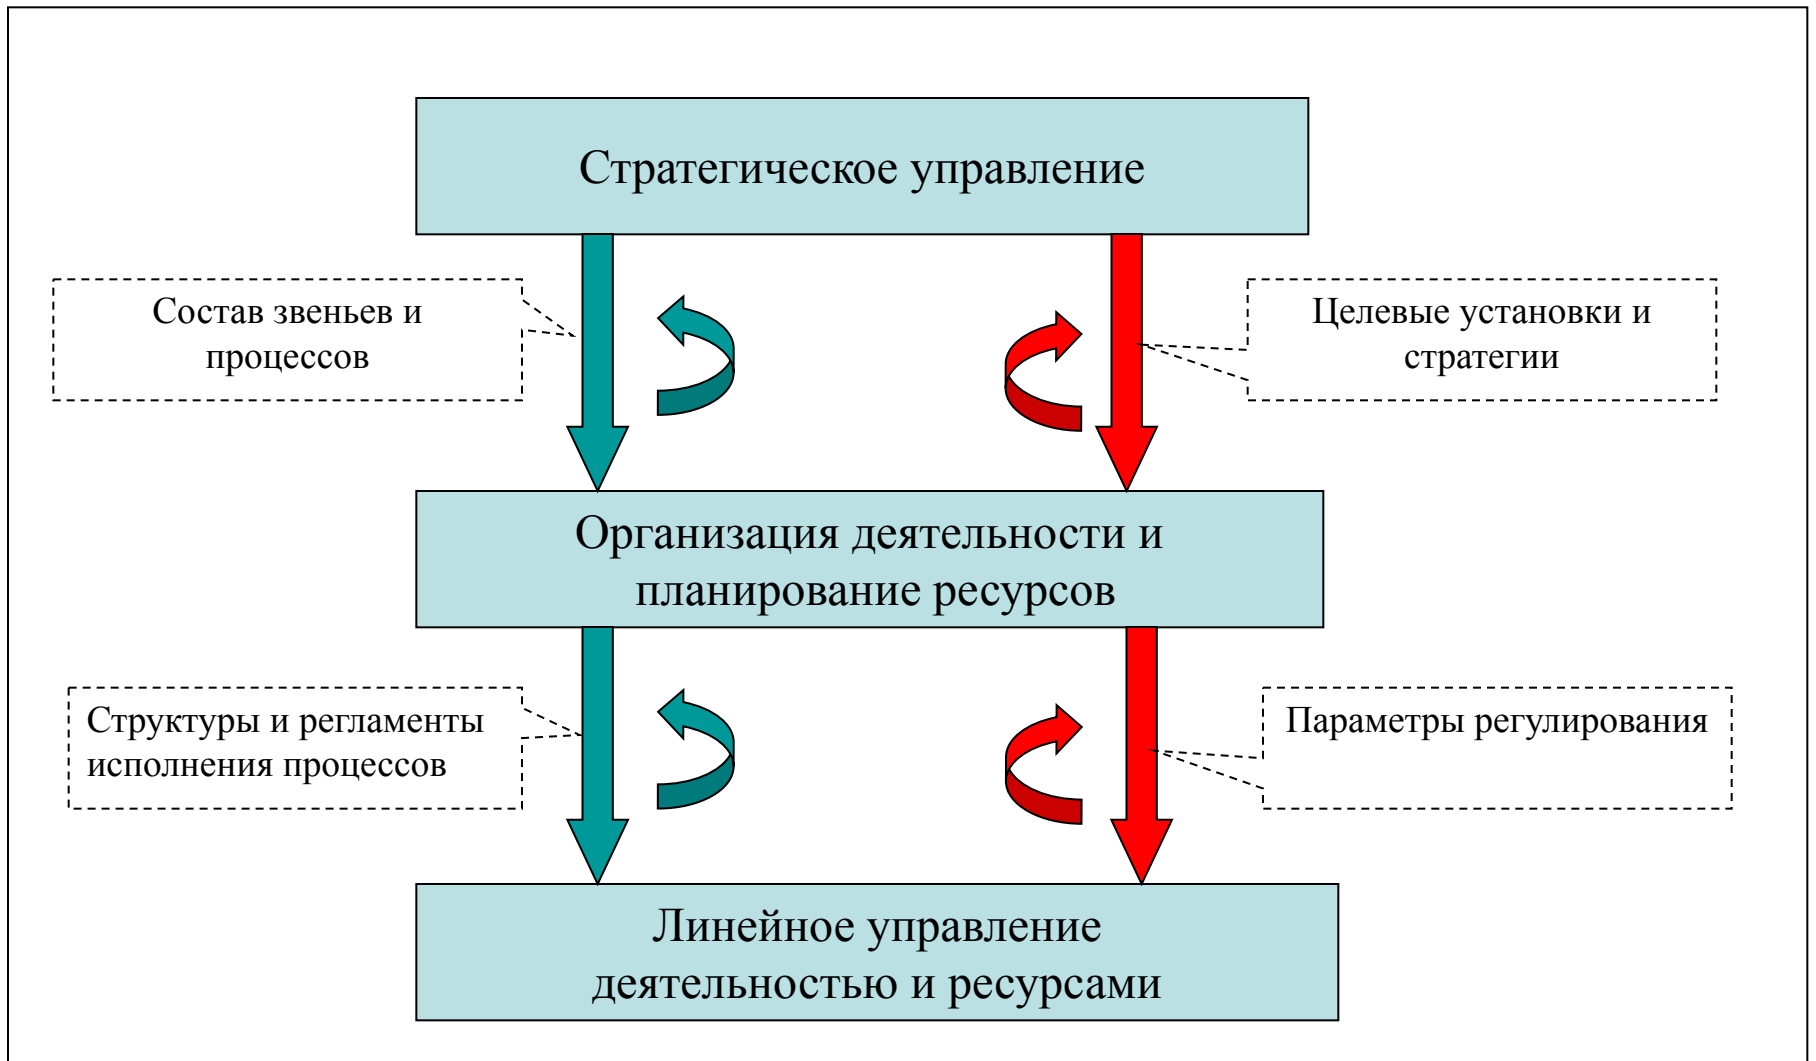 Стратегическое управление
Состав звеньев и
процессов
Целевые установки и
стратегии
Организация деятельности и
планирование ресурсов
Структуры и регламенты
исполнения процессов
Параметры регулирования
Линейное управление
деятельностью и ресурсами